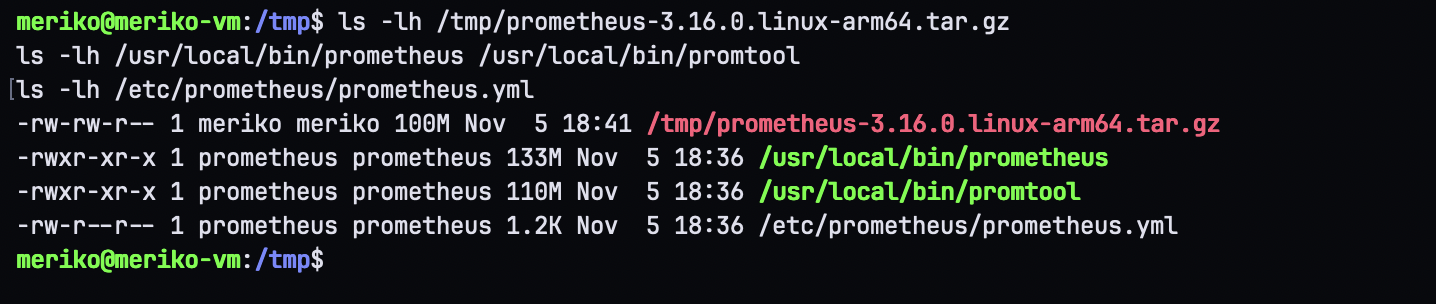 meriko@meriko-vm:/tmp$ ls -lh /tmp/prometheus-3.16.0.linux-arm64.tar.gz
ls -lh /usr/local/bin/prometheus /usr/local/bin/promtool
[ls -lh /etc/prometheus/prometheus.yml
-rw-rw-r-- 1 meriko meriko 100M Nov  5 18:41 /tmp/prometheus-3.16.0.linux-arm64.tar.gz
-rwxr-xr-x 1 prometheus prometheus 133M Nov  5 18:36 /usr/local/bin/prometheus
-rwxr-xr-x 1 prometheus prometheus 110M Nov  5 18:36 /usr/local/bin/promtool
-rw-r--r-- 1 prometheus prometheus 1.2K Nov  5 18:36 /etc/prometheus/prometheus.yml
meriko@meriko-vm:/tmp$